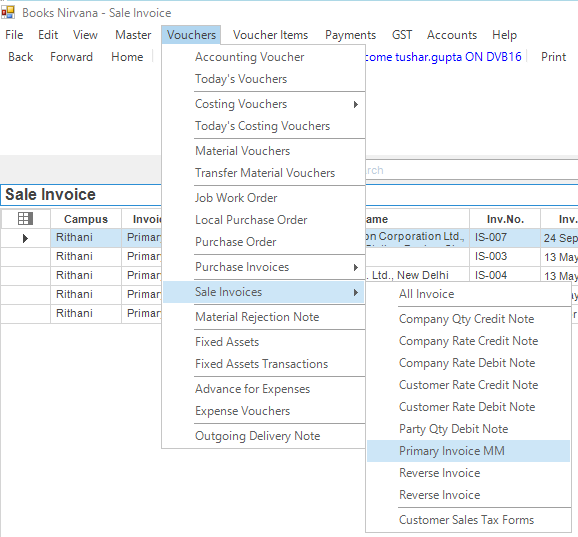 Books Nirvana - Sale Invoice
File Edit View Master Vouchers Voucher Items Payments GST Accounts Help
Back Forward Home come tushar.gupta ON DVB16 Print
Accounting Voucher
Today's Vouchers
Costing Vouchers
Today's Costing Vouchers
Material Vouchers
Transfer Material Vouchers
Job Work Order
Local Purchase Order
Purchase Order
Purchase Invoices
Sale Invoices
Material Rejection Note
Fixed Assets
Fixed Assets Transactions
Advance for Expenses
Expense Vouchers
Outgoing Delivery Note
All Invoice
Company Qty Credit Note
Company Rate Credit Note
Company Rate Debit Note
Customer Rate Credit Note
Customer Rate Debit Note
Party Qty Debit Note
Primary Invoice MM
Reverse Invoice
Reverse Invoice
Customer Sales Tax Forms
rch
Sale Invoice
Campus Invoi ame Inv.No. Inv.
Rithani Primar on Corporation Ltd., IS-007 24 Sep
Rithani Primar IS-003 13 May
Rithani Primar . Ltd., New Delhi IS-004 13 May
Rithani Primar
Rithani Primar